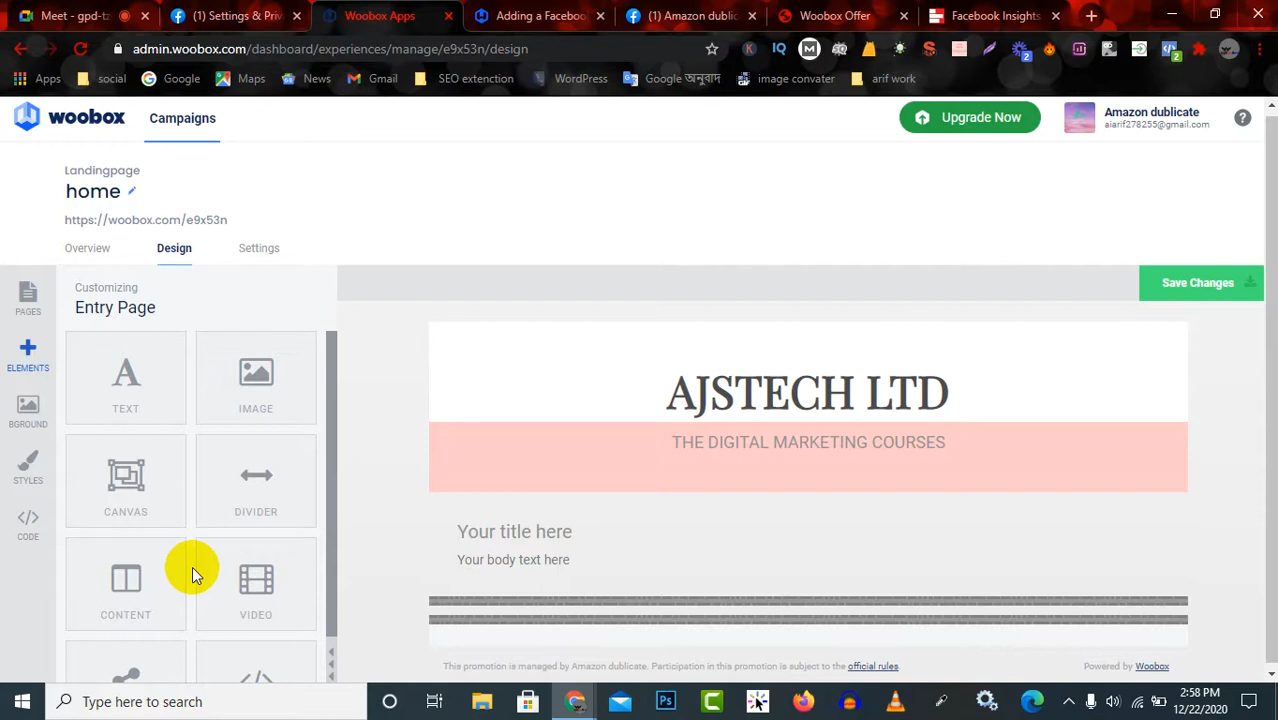 Meet - gpd-tz
(1) Settings & Priva
Woobox Apps
Adding a Facebo
(1) Amazon dublic
Woobox Offer
Facebook Insights
admin.woobox.com/dashboard/experiences/manage/e9x53n/design
Apps
social
Google
Maps
News
Gmail
SEO extenction
WordPress
Google অনুবাদ
image convater
arif work
woobox
Campaigns
Upgrade Now
Amazon dublicate
aiarif278255@gmail.com
Landingpage
home
https://woobox.com/e9x53n
Overview
Design
Settings
PAGES
ELEMENTS
BGROUND
STYLES
CODE
Customizing
Entry Page
TEXT
IMAGE
CANVAS
DIVIDER
CONTENT
VIDEO
Save Changes
AJSTECH LTD
THE DIGITAL MARKETING COURSES
Your title here
Your body text here
This promotion is managed by Amazon dublicate. Participation in this promotion is subject to the official rules.
Powered by Woobox
Type here to search
2:58 PM
12/22/2020